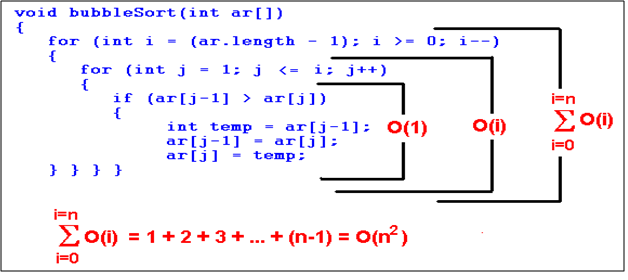 void bubbleSort(int ar[])
{
for (int i = (ar.length - 1); i >= 0; i--)
{
for (int j = 1; j <= i; j++)
{
if (ar[j-1] > ar[j])
{
int temp = ar[j-1];
ar[j-1] = ar[j];
ar[j] = temp;
} } } }
O(1)
O(i)
i=n
∑ O(i)
i=0
i=n
∑ O(i) = 1 + 2 + 3 + ... + (n-1) = O(n²)
i=0